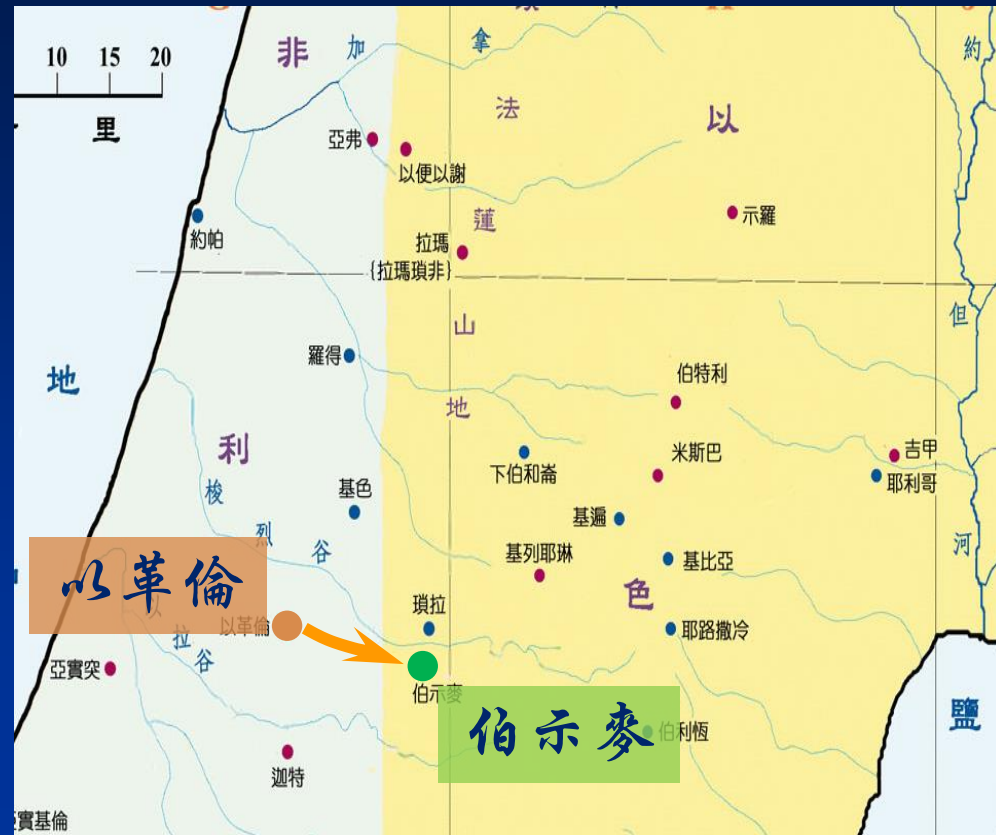 10 15 20
里
非
加
拿
約
法
以
亞弗
以便以謝
約帕
蓮
示羅
拉瑪
{拉瑪瑣非}
山
但
羅得
地
伯特利
地
利
下伯和崙
米斯巴
吉甲
耶利哥
基色
梭
烈
谷
基遍
基列耶琳
基比亞
河
色
以革倫
以革倫
瑣拉
耶路撒冷
拉
谷
亞實突
伯示麥
伯示麥
伯利恆
鹽
迦特
實基倫